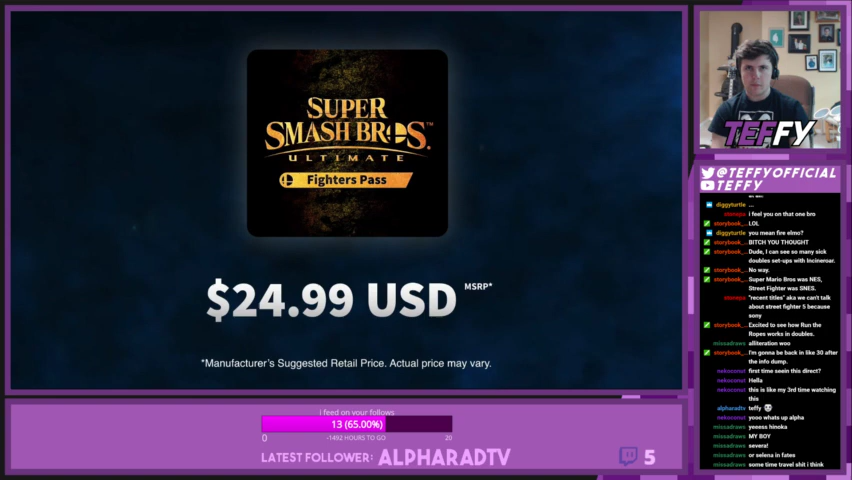 SUPER
SMASH BROS.™
ULTIMATE
Fighters Pass
$24.99 USD MSRP*
*Manufacturer's Suggested Retail Price. Actual price may vary.
i feed on your follows
13 (65.00%)
0 -1492 HOURS TO GO 20
LATEST FOLLOWER: ALPHARADTV
5
TEFFY
@TEFFYOFFICIAL
TEFFY
diggyturtle ...
i feel you on that one bro
storybook_... LOL
diggyturtle you mean fire elmo?
storybook_... BITCH YOU THOUGHT
storybook_... Dude, I can see so many sick
doubles set-ups with Incineroar.
storybook_... No way.
storybook_... Super Mario Bros was NES,
Street Fighter was SNES.
"recent titles" aka we can't talk
about street fighter 5 because
sony
storybook_... Excited to see how Run the
Ropes works in doubles.
missadraws alliteration woo
storybook_... I'm gonna be back in like 30 after
the info dump.
nekoconut first time seein this direct?
nekoconut Hella
nekoconut this is like my 3rd time watching
this
alpharadtv teffy
nekoconut yooo whats up alpha
missadraws yeeess hinoka
missadraws MY BOY
missadraws severa!
missadraws or selena in fates
missadraws some time travel shit i think